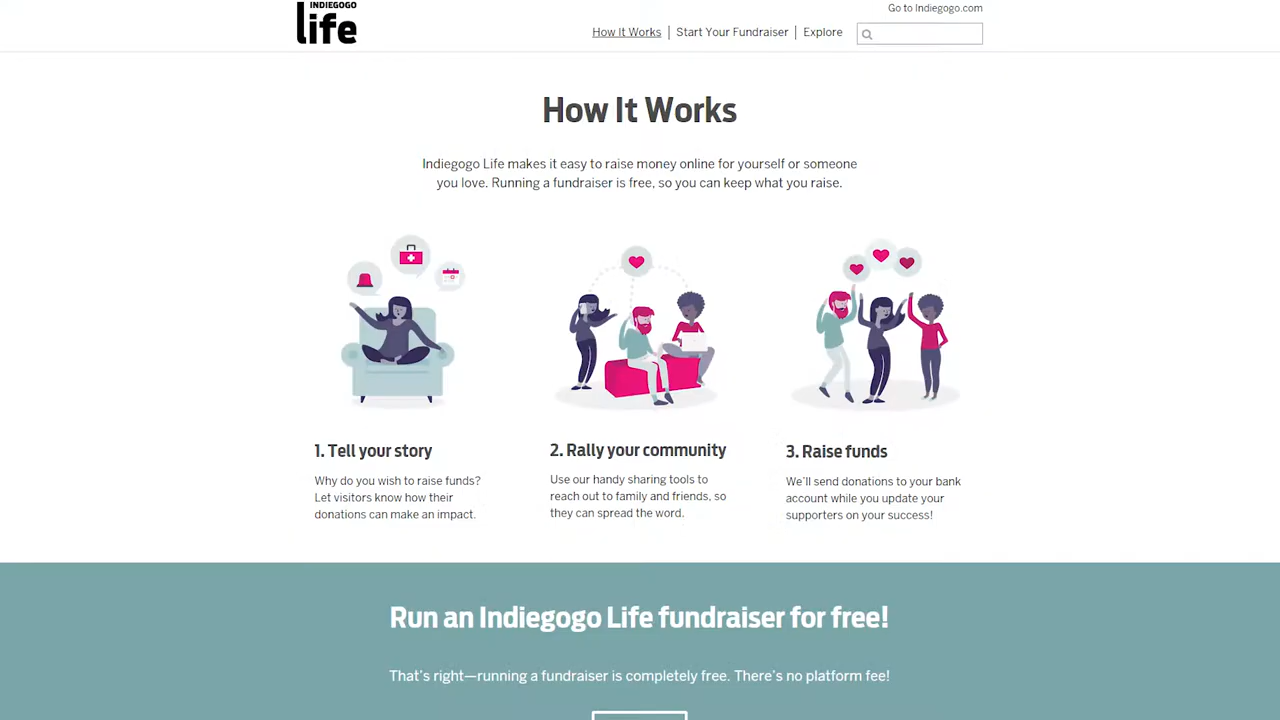 INDIEGOGO
life
Go to Indiegogo.com
How It Works | Start Your Fundraiser | Explore
How It Works
Indiegogo Life makes it easy to raise money online for yourself or someone
you love. Running a fundraiser is free, so you can keep what you raise.
1. Tell your story
Why do you wish to raise funds?
Let visitors know how their
donations can make an impact.
2. Rally your community
Use our handy sharing tools to
reach out to family and friends, so
they can spread the word.
3. Raise funds
We'll send donations to your bank
account while you update your
supporters on your success!
Run an Indiegogo Life fundraiser for free!
That's right—running a fundraiser is completely free. There's no platform fee!